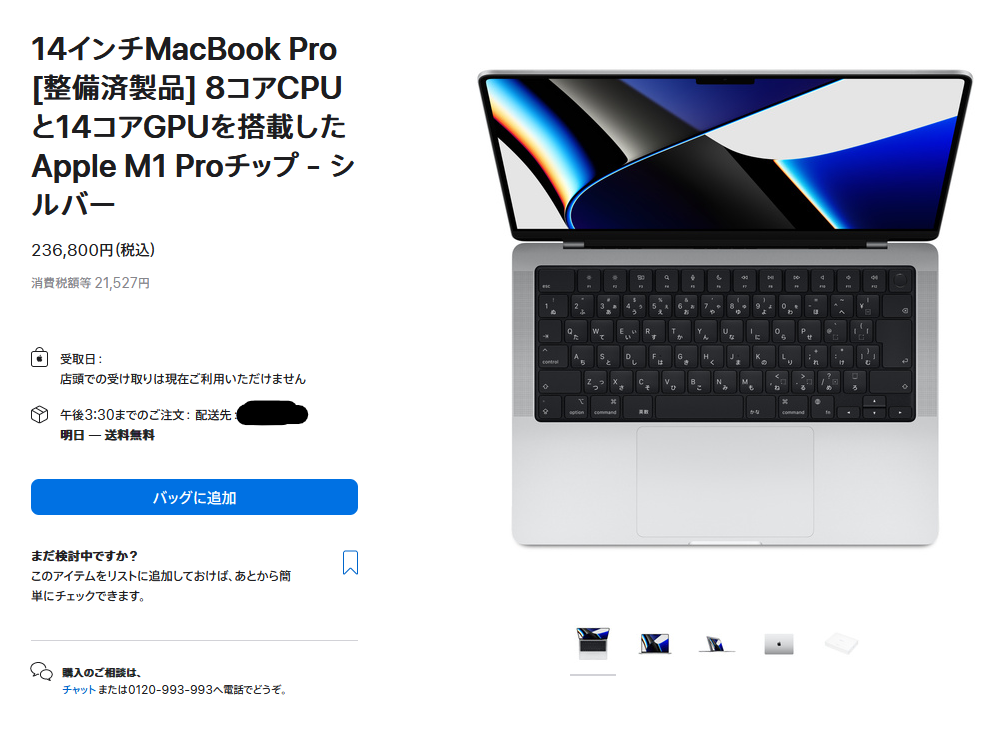 14インチMacBook Pro
[整備済製品] 8コアCPU
と14コアGPUを搭載した
Apple M1 Proチップ - シ
ルバー
236,800円(税込)
消費税額等 21,527円
受取日:
店頭での受け取りは現在ご利用いただけません
午後3:30までのご注文: 配送先:
明日 — 送料無料
バッグに追加
まだ検討中ですか?
このアイテムをリストに追加しておけば、あとから簡
単にチェックできます。
購入のご相談は、
チャットまたは0120-993-993へ電話でどうぞ。